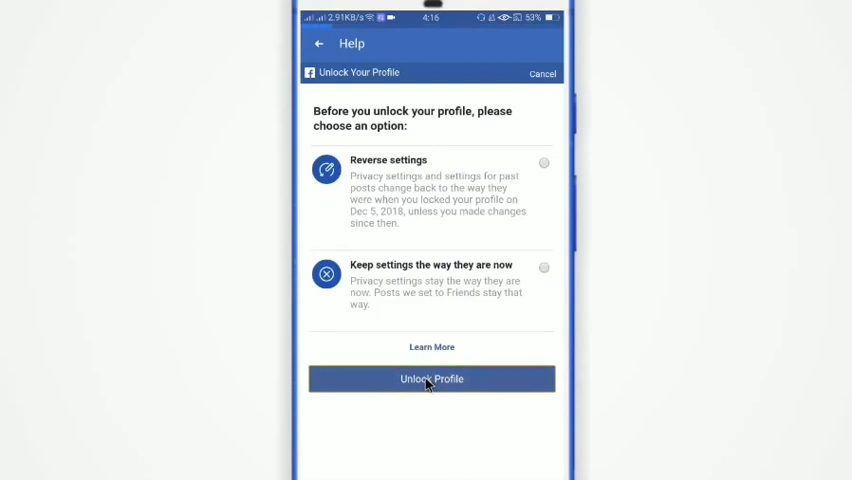 2.91KB/s 4:16 53%
Help
Unlock Your Profile Cancel
Before you unlock your profile, please
choose an option:
Reverse settings
Privacy settings and settings for past
posts change back to the way they
were when you locked your profile on
Dec 5, 2018, unless you made changes
since then.
Keep settings the way they are now
Privacy settings stay the way they are
now. Posts we set to Friends stay that
way.
Learn More
Unlock Profile